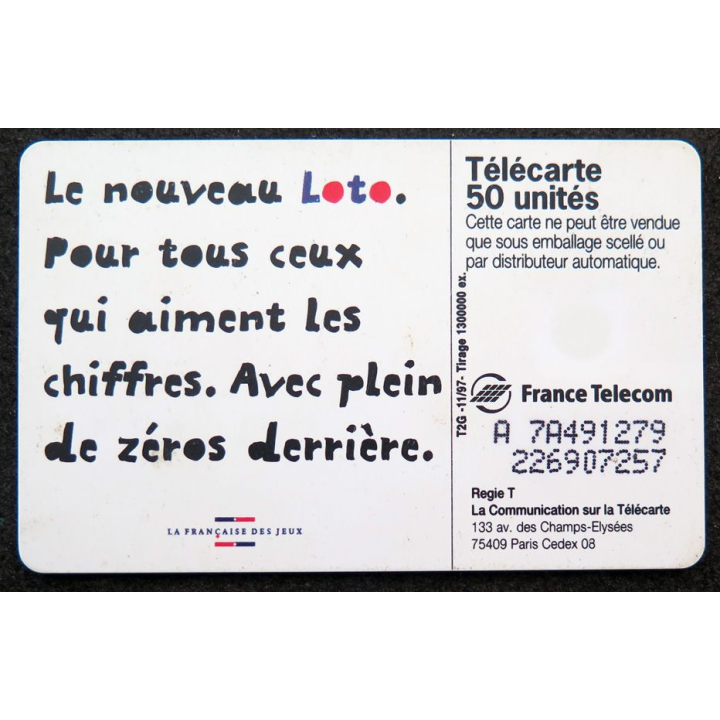 Le nouveau Loto.
Pour tous ceux
qui aiment les
chiffres. Avec plein
de zéros derrière.
LA FRANÇAISE DES JEUX
T2G -11/97- Tirage 1300000 ex.
Télécarte
50 unités
Cette carte ne peut être vendue
que sous emballage scellé ou
par distributeur automatique.
France Telecom
A 7A491279
226907257
Regie T
La Communication sur la Télécarte
133 av. des Champs-Elysées
75409 Paris Cedex 08